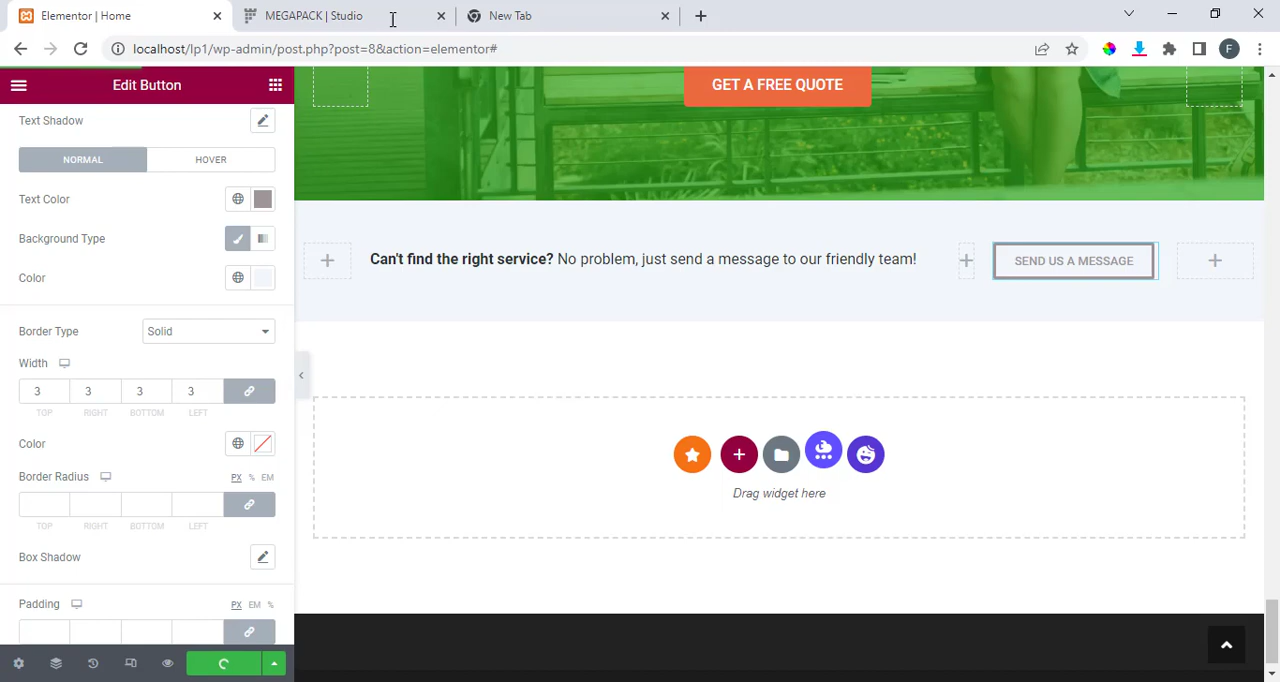 Elementor | Home
MEGAPACK | Studio
New Tab
localhost/lp1/wp-admin/post.php?post=8&action=elementor#
F
Edit Button
Text Shadow
NORMAL
HOVER
Text Color
Background Type
Color
Border Type
Solid
Width
3 3 3 3
TOP RIGHT BOTTOM LEFT
Color
Border Radius
PX % EM
TOP RIGHT BOTTOM LEFT
Box Shadow
Padding
PX EM %
GET A FREE QUOTE
Can't find the right service? No problem, just send a message to our friendly team!
SEND US A MESSAGE
Drag widget here